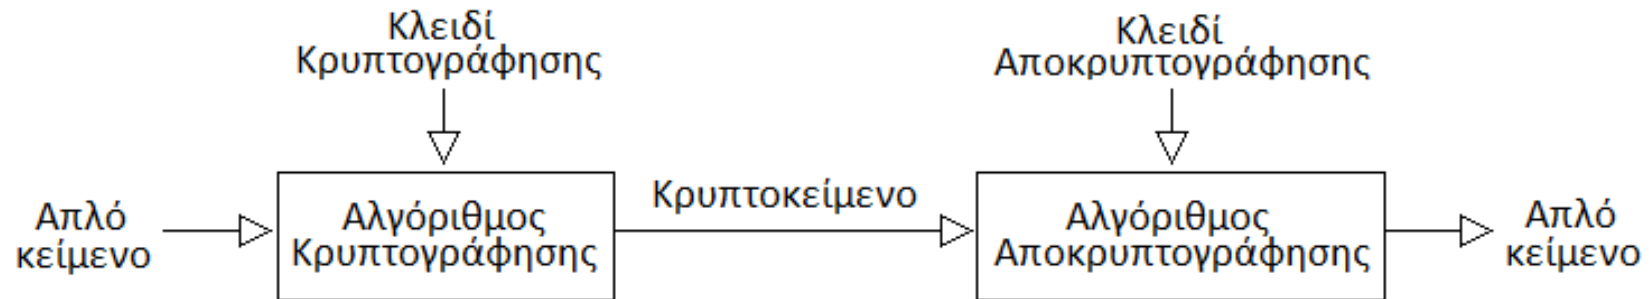 Κλειδί
Κρυπτογράφησης
Κλειδί
Αποκρυπτογράφησης
Απλό
κείμενο
Αλγόριθμος
Κρυπτογράφησης
Κρυπτοκείμενο
Αλγόριθμος
Αποκρυπτογράφησης
Απλό
κείμενο